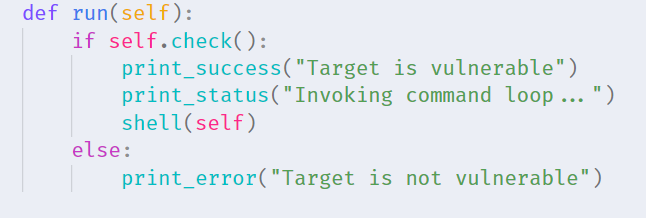 def run(self):
    if self.check():
        print_success("Target is vulnerable")
        print_status("Invoking command loop...")
        shell(self)
    else:
        print_error("Target is not vulnerable")